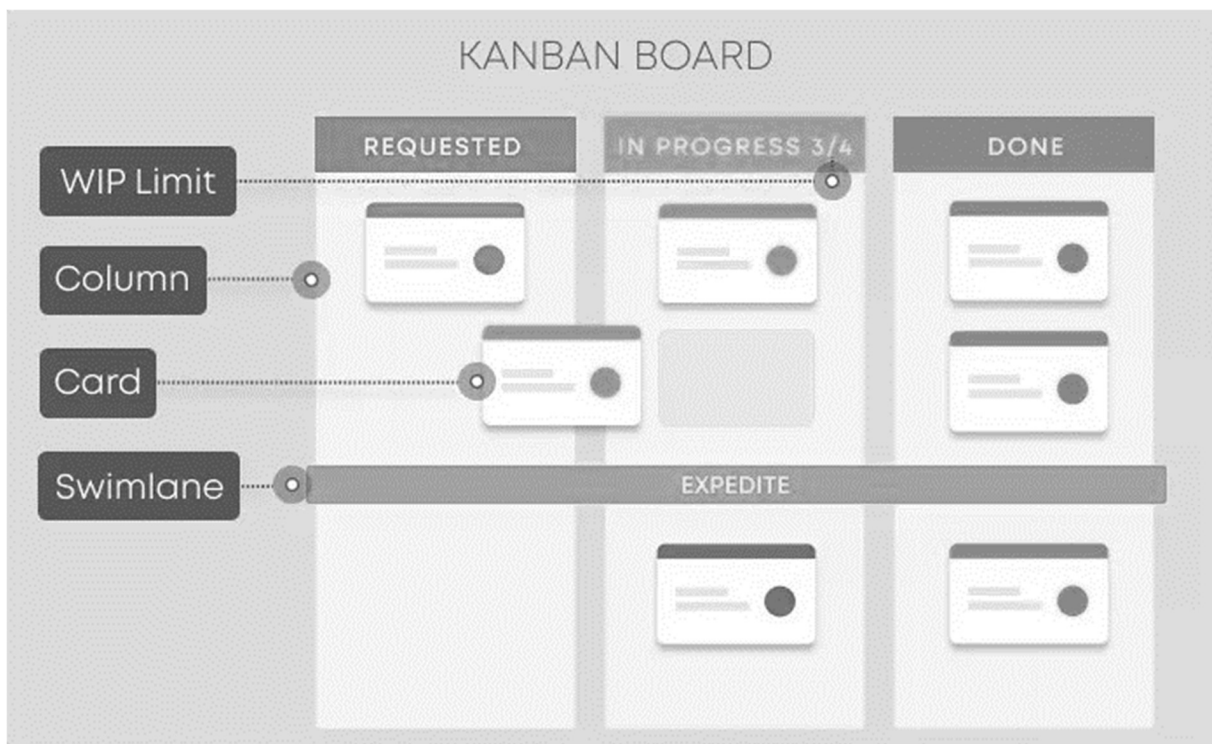 KANBAN BOARD
REQUESTED
IN PROGRESS 3/4
DONE
WIP Limit
Column
Card
Swimlane
EXPEDITE